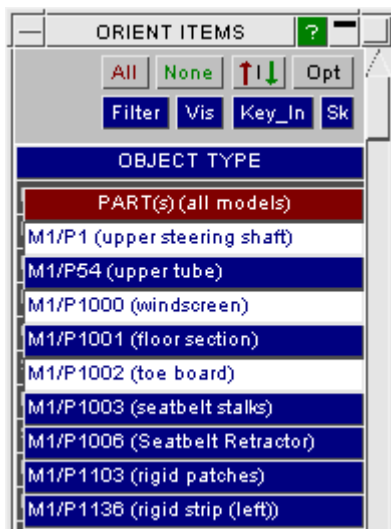 ORIENT ITEMS ?
All None Opt
Filter Vis Key_In Sk
OBJECT TYPE
PART(s) (all models)
M1/P1 (upper steering shaft)
M1/P54 (upper tube)
M1/P1000 (windscreen)
M1/P1001 (floor section)
M1/P1002 (toe board)
M1/P1003 (seatbelt stalks)
M1/P1006 (Seatbelt Retractor)
M1/P1103 (rigid patches)
M1/P1136 (rigid strip (left))